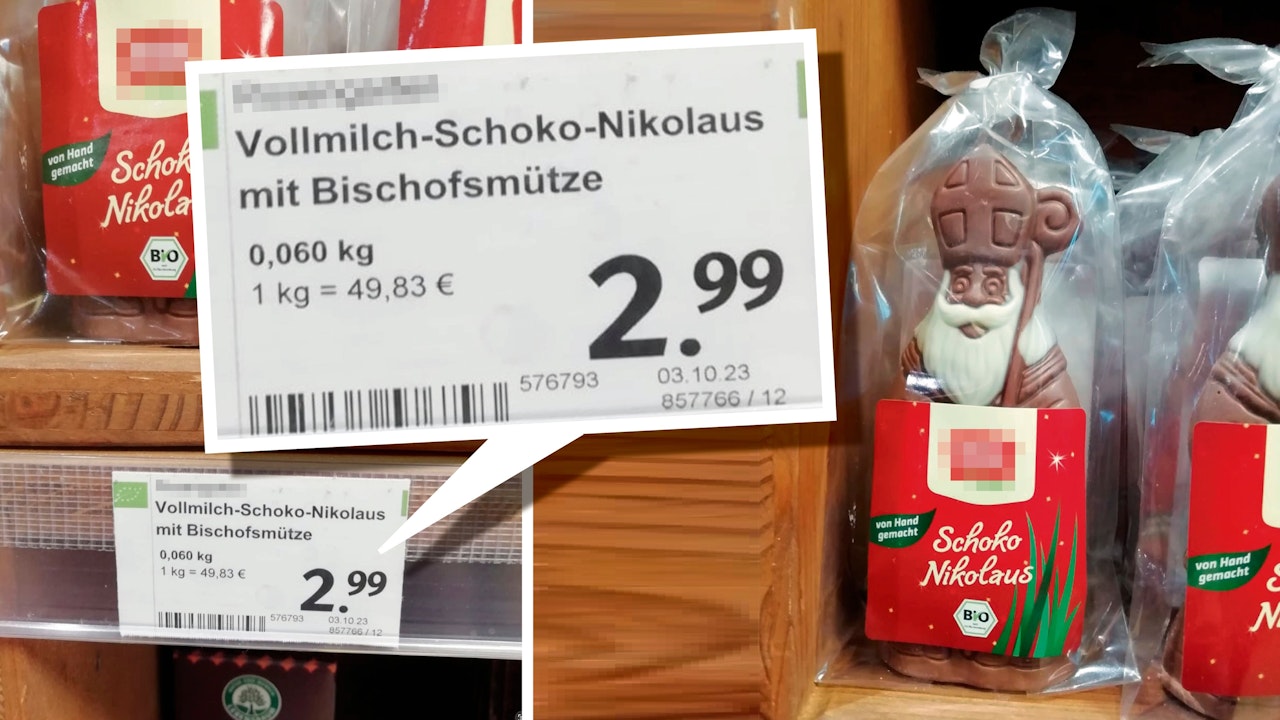 von Hand
gemacht
Schok
Nikola
BIO
Vollmilch-Schoko-Nikolaus
mit Bischofsmütze
0,060 kg
1 kg = 49,83 €
2.99
576793
03.10.23
857766 / 12
Vollmilch-Schoko-Nikolaus
mit Bischofsmütze
0,060 kg
1 kg = 49,83 €
2.99
576793
03.10.23
857766 / 12
von Hand
gemacht
Schoko
Nikolaus
BIO
von Hand
gemacht